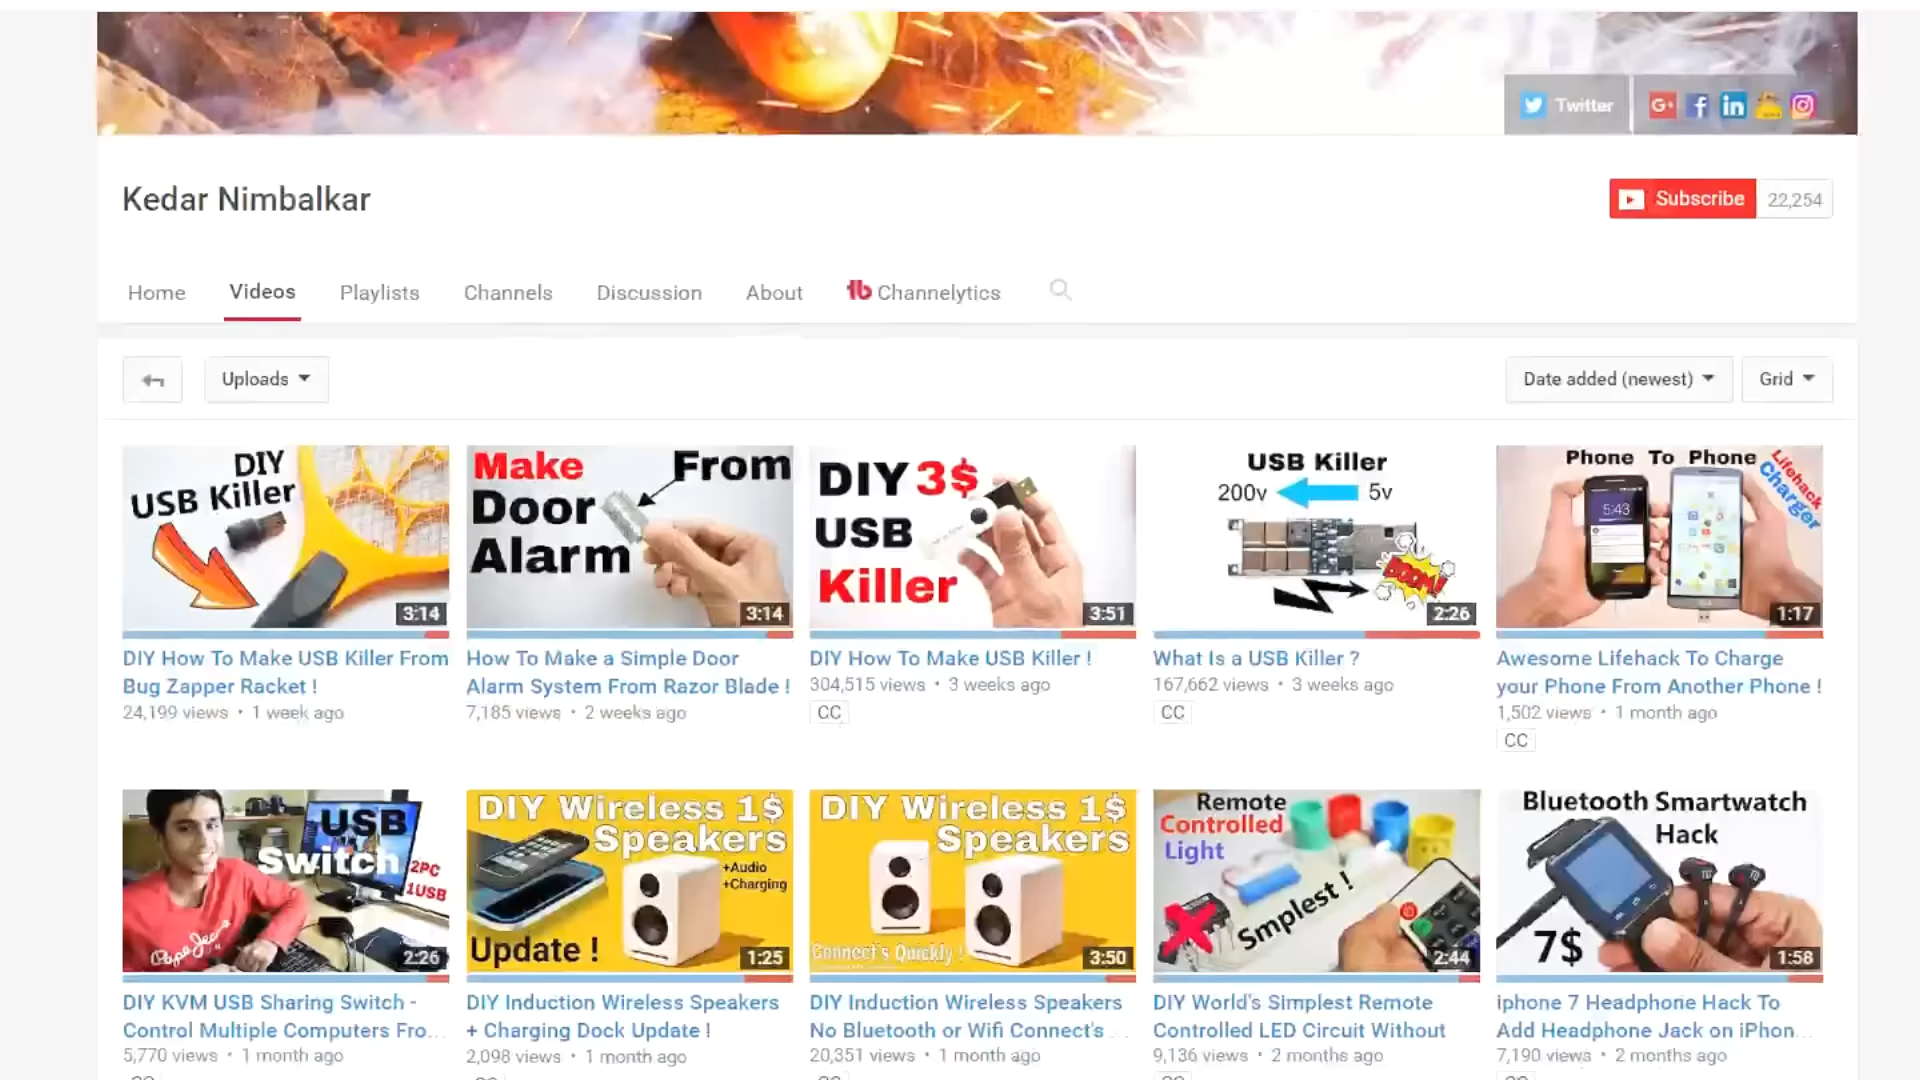 Twitter
G+
Kedar Nimbalkar
Subscribe 22,254
Home Videos Playlists Channels Discussion About Channelytics
Uploads
Date added (newest) Grid
DIY
USB Killer
3:14
Make From
Door
Alarm
3:14
DIY 3$
USB
Killer
3:51
USB Killer
200v 5v
BOOM!
2:26
Phone To Phone
Lifehack
Charger
5:43
1:17
DIY How To Make USB Killer From
Bug Zapper Racket !
24,199 views • 1 week ago
How To Make a Simple Door
Alarm System From Razor Blade !
7,185 views • 2 weeks ago
DIY How To Make USB Killer !
304,515 views • 3 weeks ago
CC
What Is a USB Killer ?
167,662 views • 3 weeks ago
CC
Awesome Lifehack To Charge
your Phone From Another Phone !
1,502 views • 1 month ago
CC
USB
Switch
2PC
1USB
Pepe Jeans
2:26
DIY Wireless 1$
Speakers
+Audio
+Charging
Update !
1:25
DIY Wireless 1$
Speakers
Connect's Quickly !
3:50
Remote
Controlled
Light
Smplest !
2:44
Bluetooth Smartwatch
Hack
7$
1:58
DIY KVM USB Sharing Switch -
Control Multiple Computers Fro...
5,770 views • 1 month ago
DIY Induction Wireless Speakers
+ Charging Dock Update !
2,098 views • 1 month ago
DIY Induction Wireless Speakers
No Bluetooth or Wifi Connect's ...
20,351 views • 1 month ago
DIY World's Simplest Remote
Controlled LED Circuit Without
9,136 views • 2 months ago
iphone 7 Headphone Hack To
Add Headphone Jack on iPhon...
7,190 views • 2 months ago